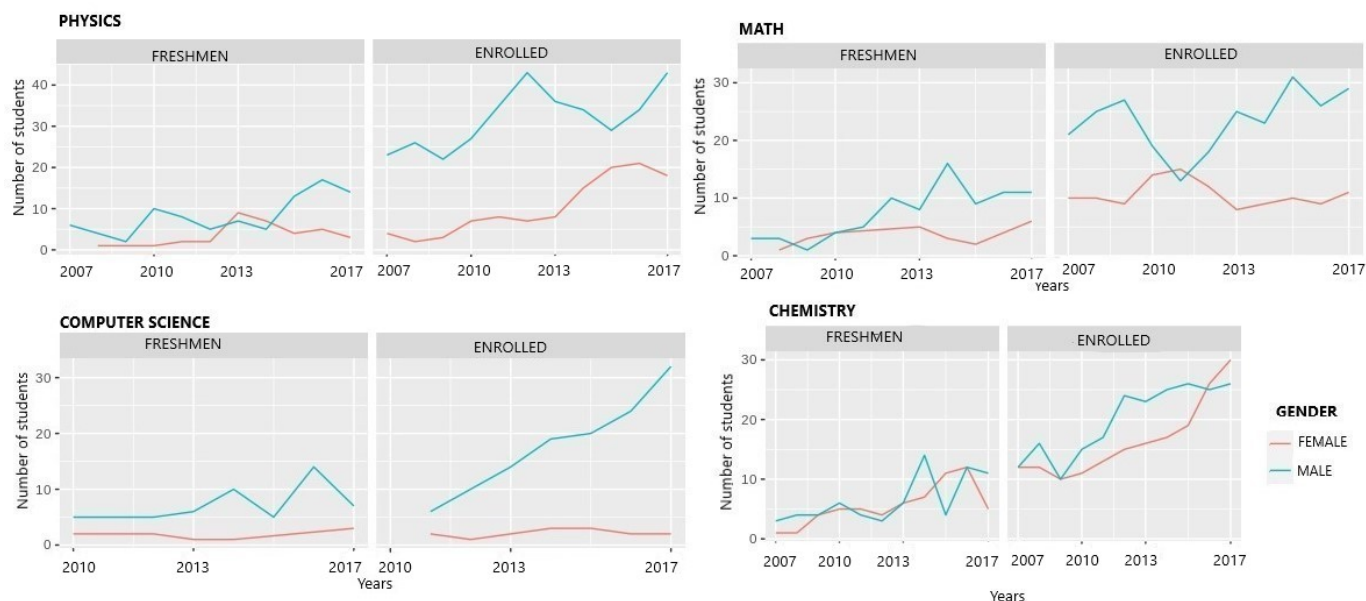 PHYSICS
FRESHMEN
ENROLLED
Number of students
40
30
20
10
0
2007
2010
2013
2017
2007
2010
2013
2017
MATH
FRESHMEN
ENROLLED
Number of students
30
20
10
0
2007
2010
2013
2017
2007
2010
2013
2017
Years
COMPUTER SCIENCE
FRESHMEN
ENROLLED
Number of students
30
20
10
0
2010
2013
2017
2010
2013
2017
Years
CHEMISTRY
FRESHMEN
ENROLLED
Number of students
30
20
10
0
2007
2010
2013
2017
2007
2010
2013
2017
Years
GENDER
FEMALE
MALE